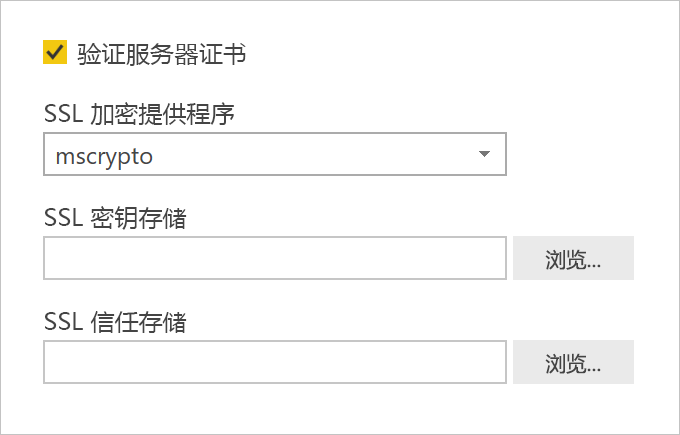 验证服务器证书
SSL 加密提供程序
mscrypto
SSL 密钥存储
浏览...
SSL 信任存储
浏览...